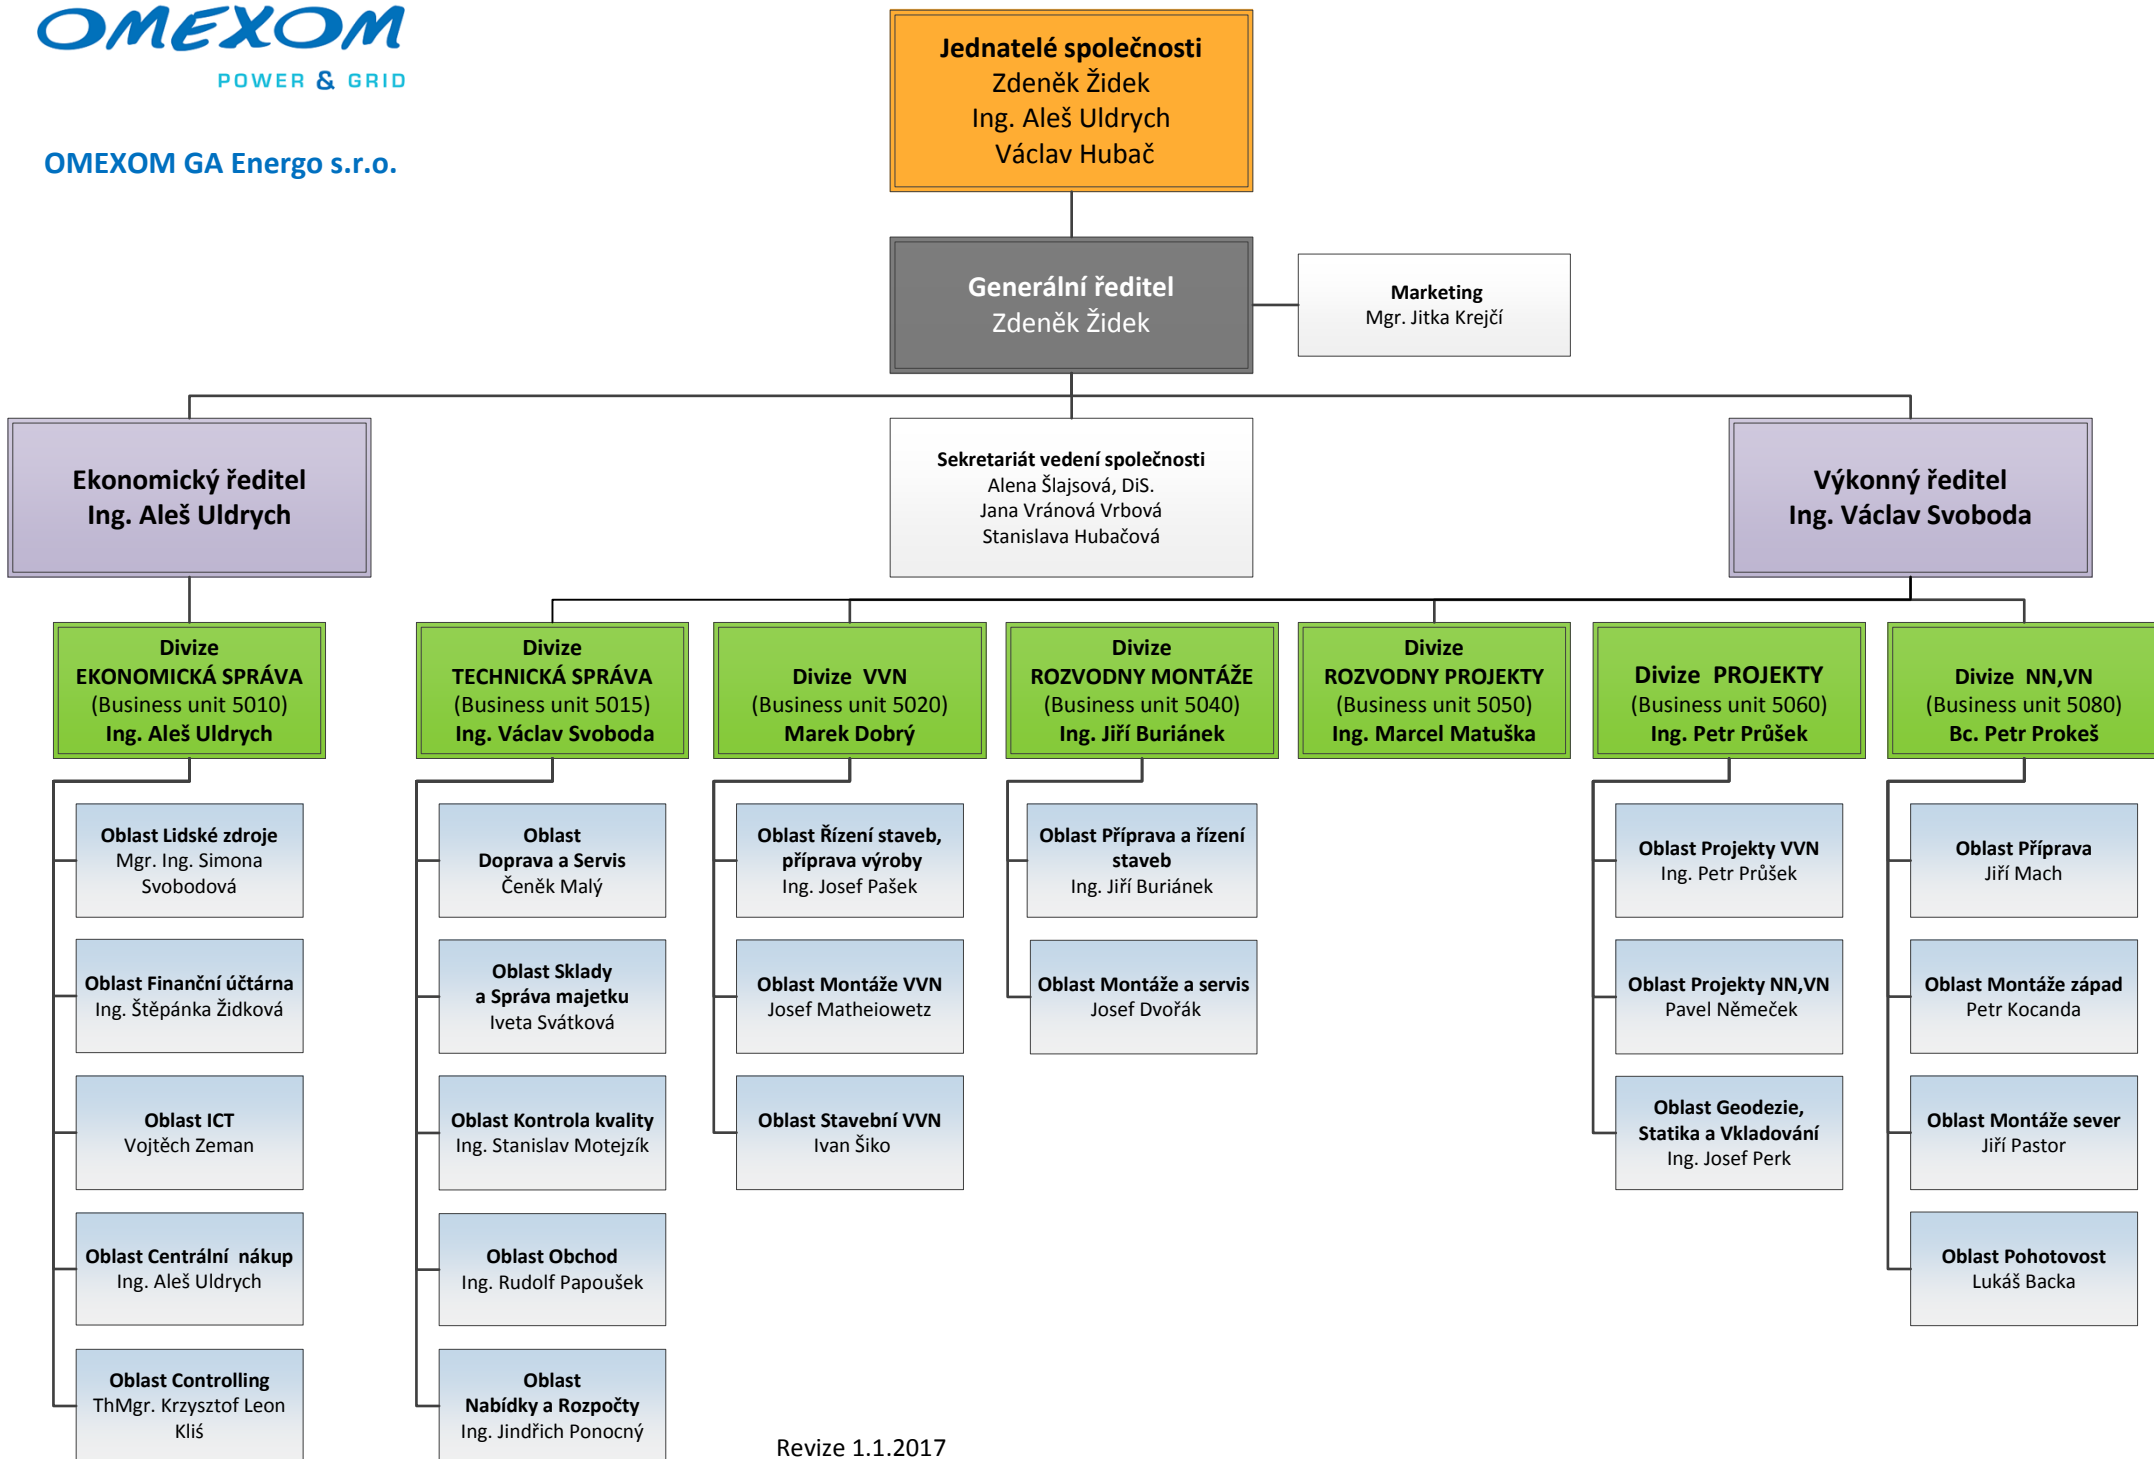 OMEXOM
POWER & GRID
OMEXOM GA Energo s.r.o.
Jednatelé společnosti
Zdeněk Židek
Ing. Aleš Uldrych
Václav Hubač
Generální ředitel
Zdeněk Židek
Marketing
Mgr. Jitka Krejčí
Ekonomický ředitel
Ing. Aleš Uldrych
Sekretariát vedení společnosti
Alena Šlajsová, DiS.
Jana Vránová Vrbová
Stanislava Hubačová
Výkonný ředitel
Ing. Václav Svoboda
Divize
EKONOMICKÁ SPRÁVA
(Business unit 5010)
Ing. Aleš Uldrych
Divize
TECHNICKÁ SPRÁVA
(Business unit 5015)
Ing. Václav Svoboda
Divize VVN
(Business unit 5020)
Marek Dobrý
Divize
ROZVODNY MONTÁŽE
(Business unit 5040)
Ing. Jiří Buriánek
Divize
ROZVODNY PROJEKTY
(Business unit 5050)
Ing. Marcel Matuška
Divize PROJEKTY
(Business unit 5060)
Ing. Petr Průšek
Divize NN,VN
(Business unit 5080)
Bc. Petr Prokeš
Oblast Lidské zdroje
Mgr. Ing. Simona
Svobodová
Oblast Finanční účtárna
Ing. Štěpánka Židková
Oblast ICT
Vojtěch Zeman
Oblast Centrální nákup
Ing. Aleš Uldrych
Oblast Controlling
ThMgr. Krzysztof Leon
Kliś
Oblast
Doprava a Servis
Čeněk Malý
Oblast Sklady
a Správa majetku
Iveta Svátková
Oblast Kontrola kvality
Ing. Stanislav Motejzík
Oblast Obchod
Ing. Rudolf Papoušek
Oblast
Nabídky a Rozpočty
Ing. Jindřich Ponocný
Oblast Řízení staveb,
příprava výroby
Ing. Josef Pašek
Oblast Montáže VVN
Josef Matheiowetz
Oblast Stavební VVN
Ivan Šiko
Oblast Příprava a řízení
staveb
Ing. Jiří Buriánek
Oblast Montáže a servis
Josef Dvořák
Oblast Projekty VVN
Ing. Petr Průšek
Oblast Projekty NN,VN
Pavel Němeček
Oblast Geodezie,
Statika a Vkladování
Ing. Josef Perk
Oblast Příprava
Jiří Mach
Oblast Montáže západ
Petr Kocanda
Oblast Montáže sever
Jiří Pastor
Oblast Pohotovost
Lukáš Backa
Revize 1.1.2017